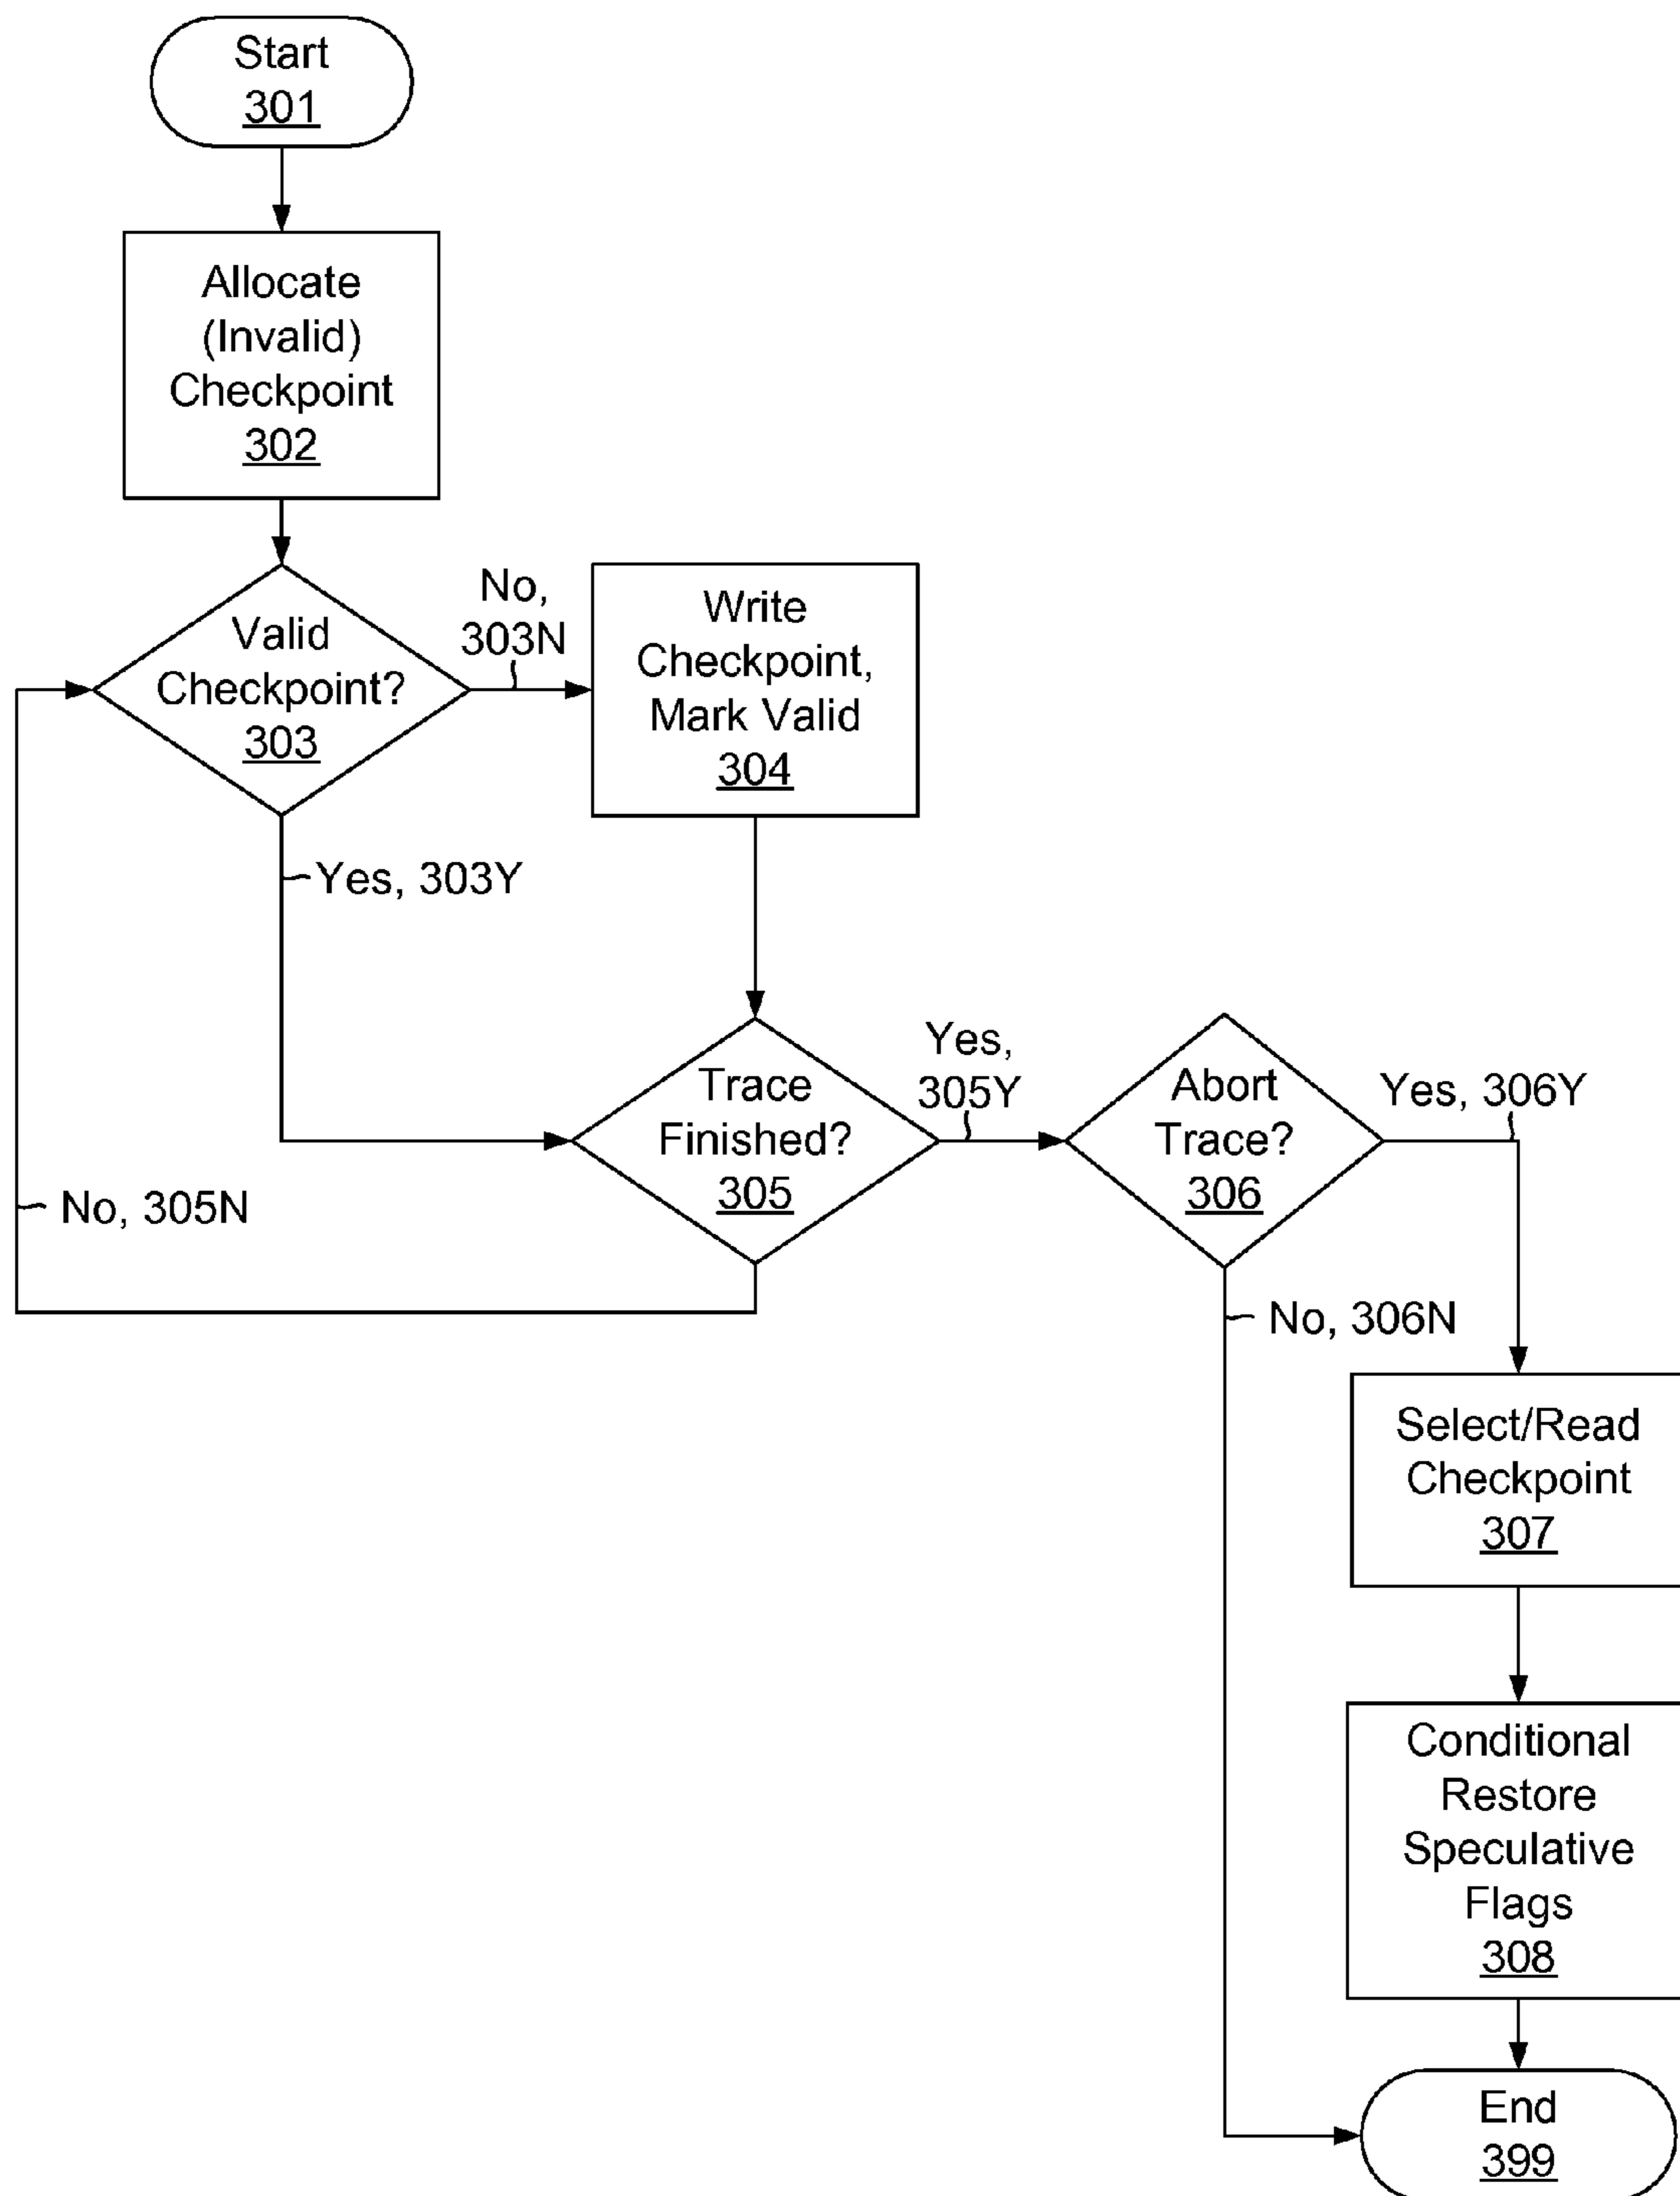 Start
301
Allocate
(Invalid)
Checkpoint
302
Valid
Checkpoint?
303
No,
303N
Write
Checkpoint,
Mark Valid
304
Yes, 303Y
Trace
Finished?
305
Yes,
305Y
Abort
Trace?
306
Yes, 306Y
No, 305N
No, 306N
Select/Read
Checkpoint
307
Conditional
Restore
Speculative
Flags
308
End
399